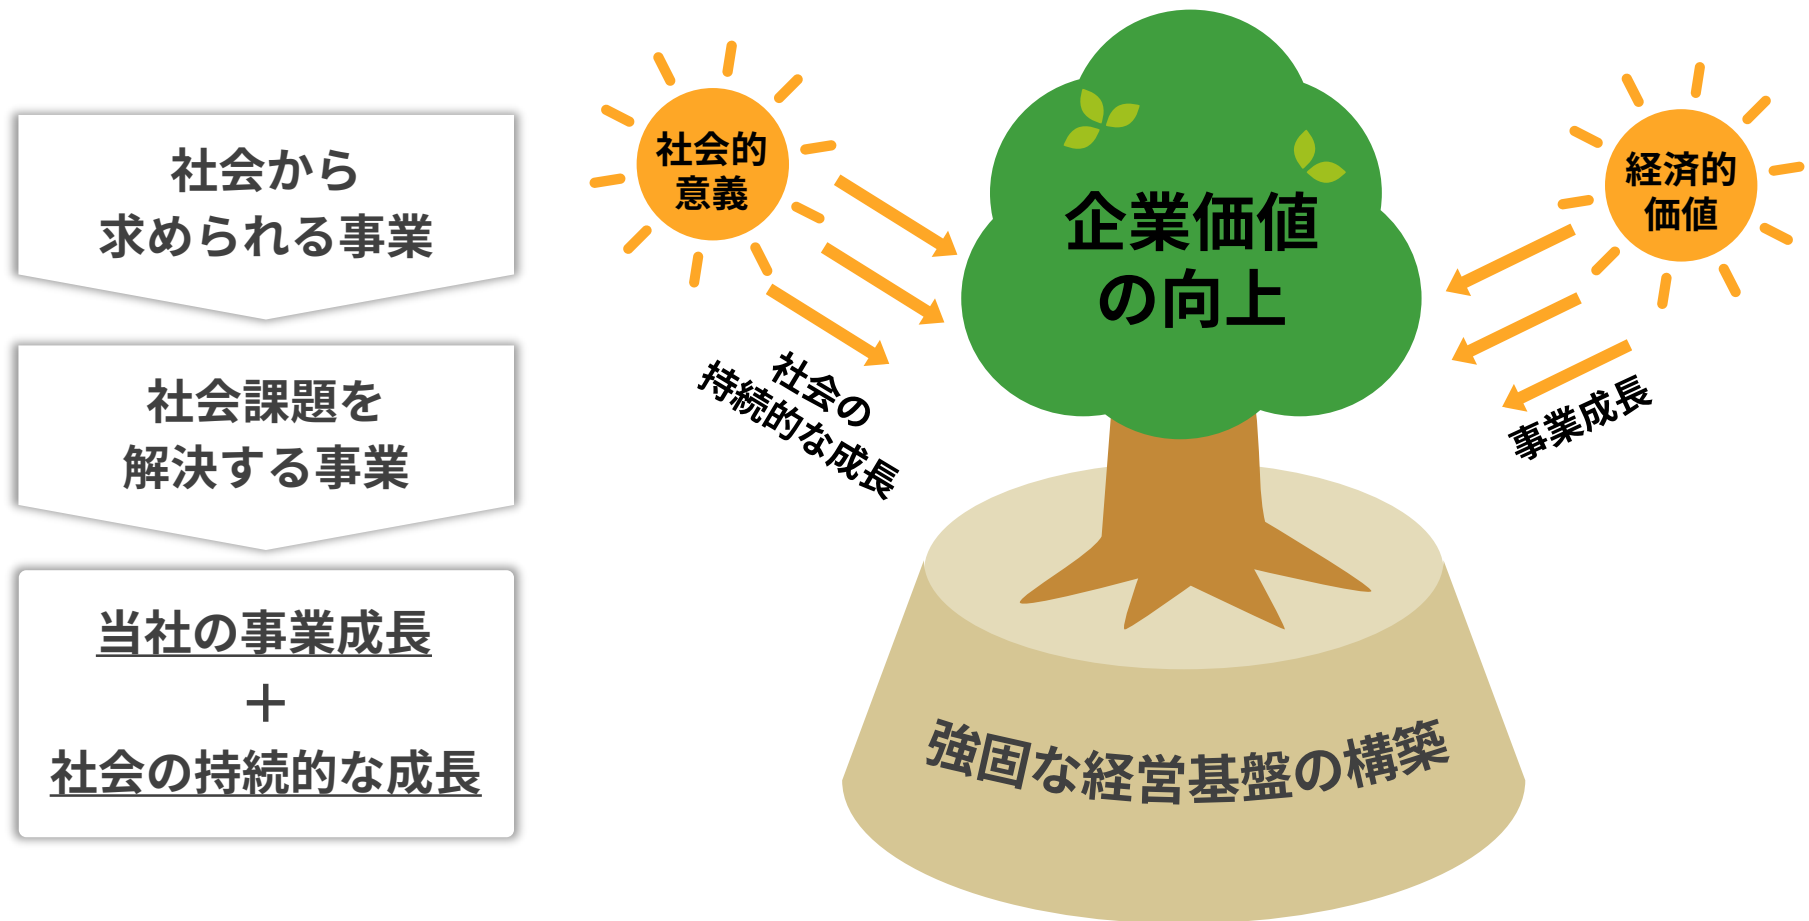 社会から
求められる事業
社会課題を
解決する事業
当社の事業成長
＋
社会の持続的な成長
社会的
意義
社会の
持続的な成長
企業価値
の向上
経済的
価値
事業成長
強固な経営基盤の構築